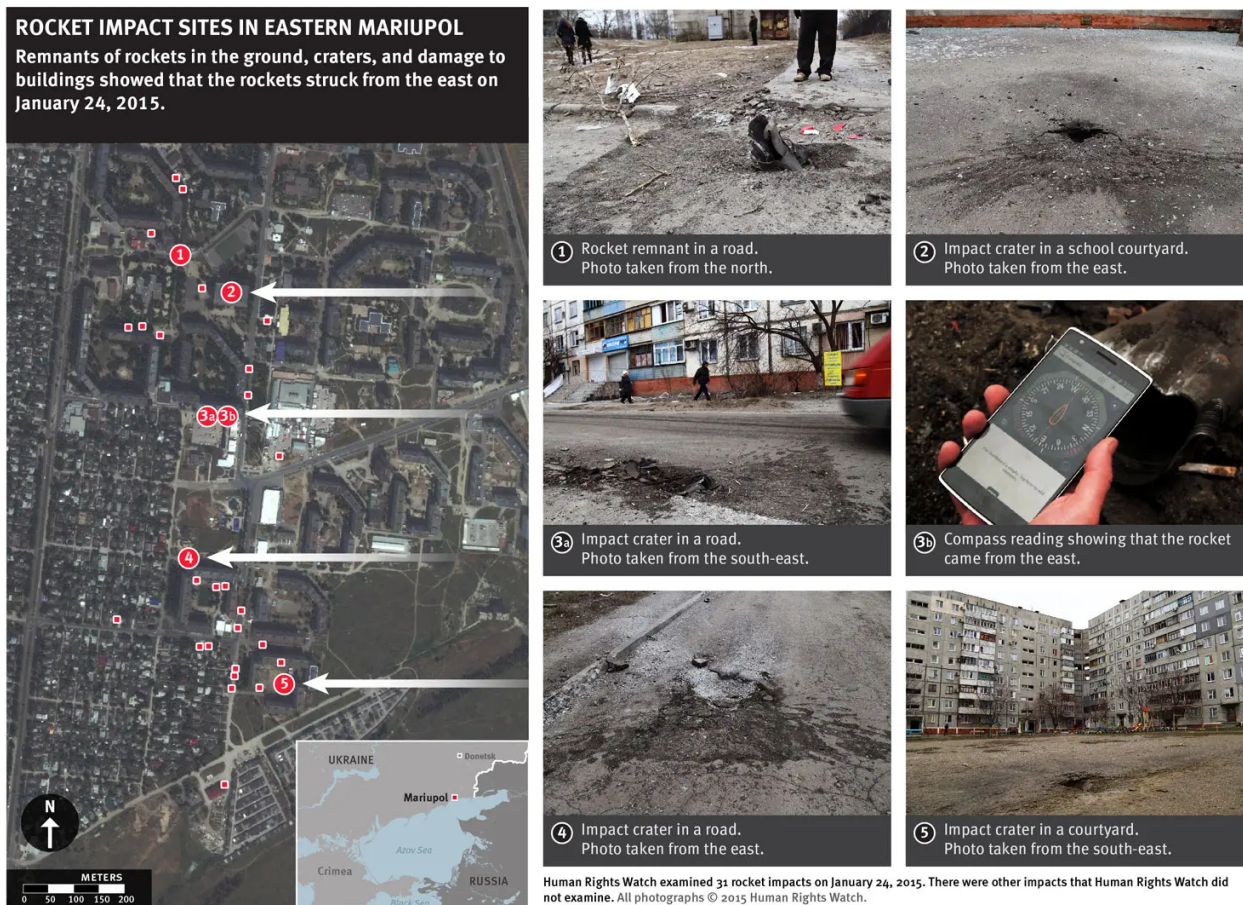 ROCKET IMPACT SITES IN EASTERN MARIUPOL
Remnants of rockets in the ground, craters, and damage to
buildings showed that the rockets struck from the east on
January 24, 2015.
1
2
3a
3b
4
5
N
METERS
0 50 100 150 200
UKRAINE
Donetsk
Mariupol
Azov Sea
Crimea
RUSSIA
Black Sea
1 Rocket remnant in a road.
Photo taken from the north.
2 Impact crater in a school courtyard.
Photo taken from the east.
3a Impact crater in a road.
Photo taken from the south-east.
3b Compass reading showing that the rocket
came from the east.
4 Impact crater in a road.
Photo taken from the east.
5 Impact crater in a courtyard.
Photo taken from the south-east.
Human Rights Watch examined 31 rocket impacts on January 24, 2015. There were other impacts that Human Rights Watch did
not examine. All photographs © 2015 Human Rights Watch.